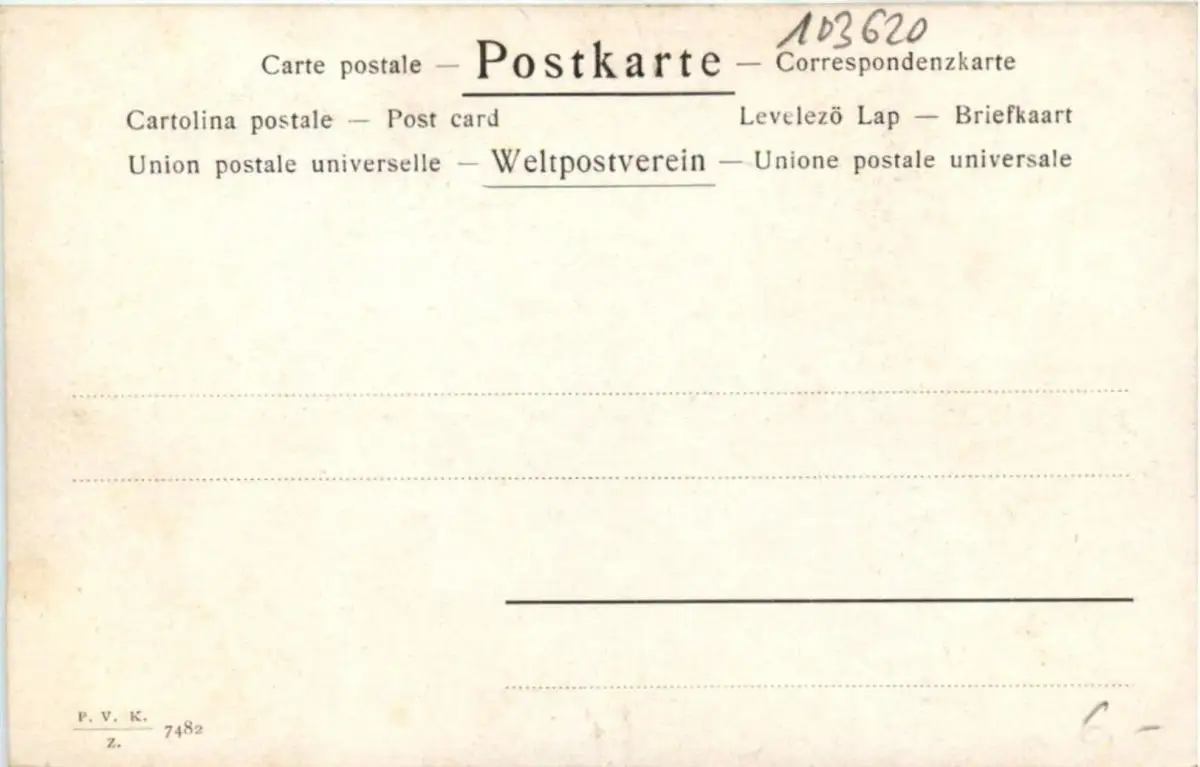 103620
Carte postale — Postkarte — Correspondenzkarte
Cartolina postale — Post card Levelezö Lap — Briefkaart
Union postale universelle — Weltpostverein — Unione postale universale
P. V. K.
Z.
7482
6 –